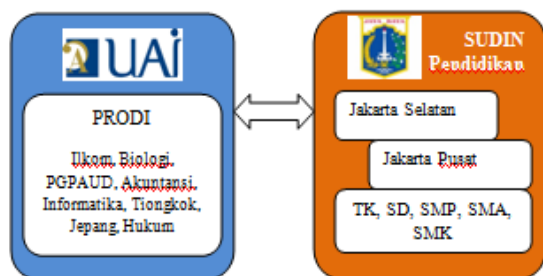 UAI
PRODI
Ilkom, Biologi,
PGPAUD, Akuntansi,
Informatika, Tiongkok,
Jepang, Hukum
SUDIN
Pendidikan
Jakarta Selatan
Jakarta Pusat
TK, SD, SMP, SMA,
SMK